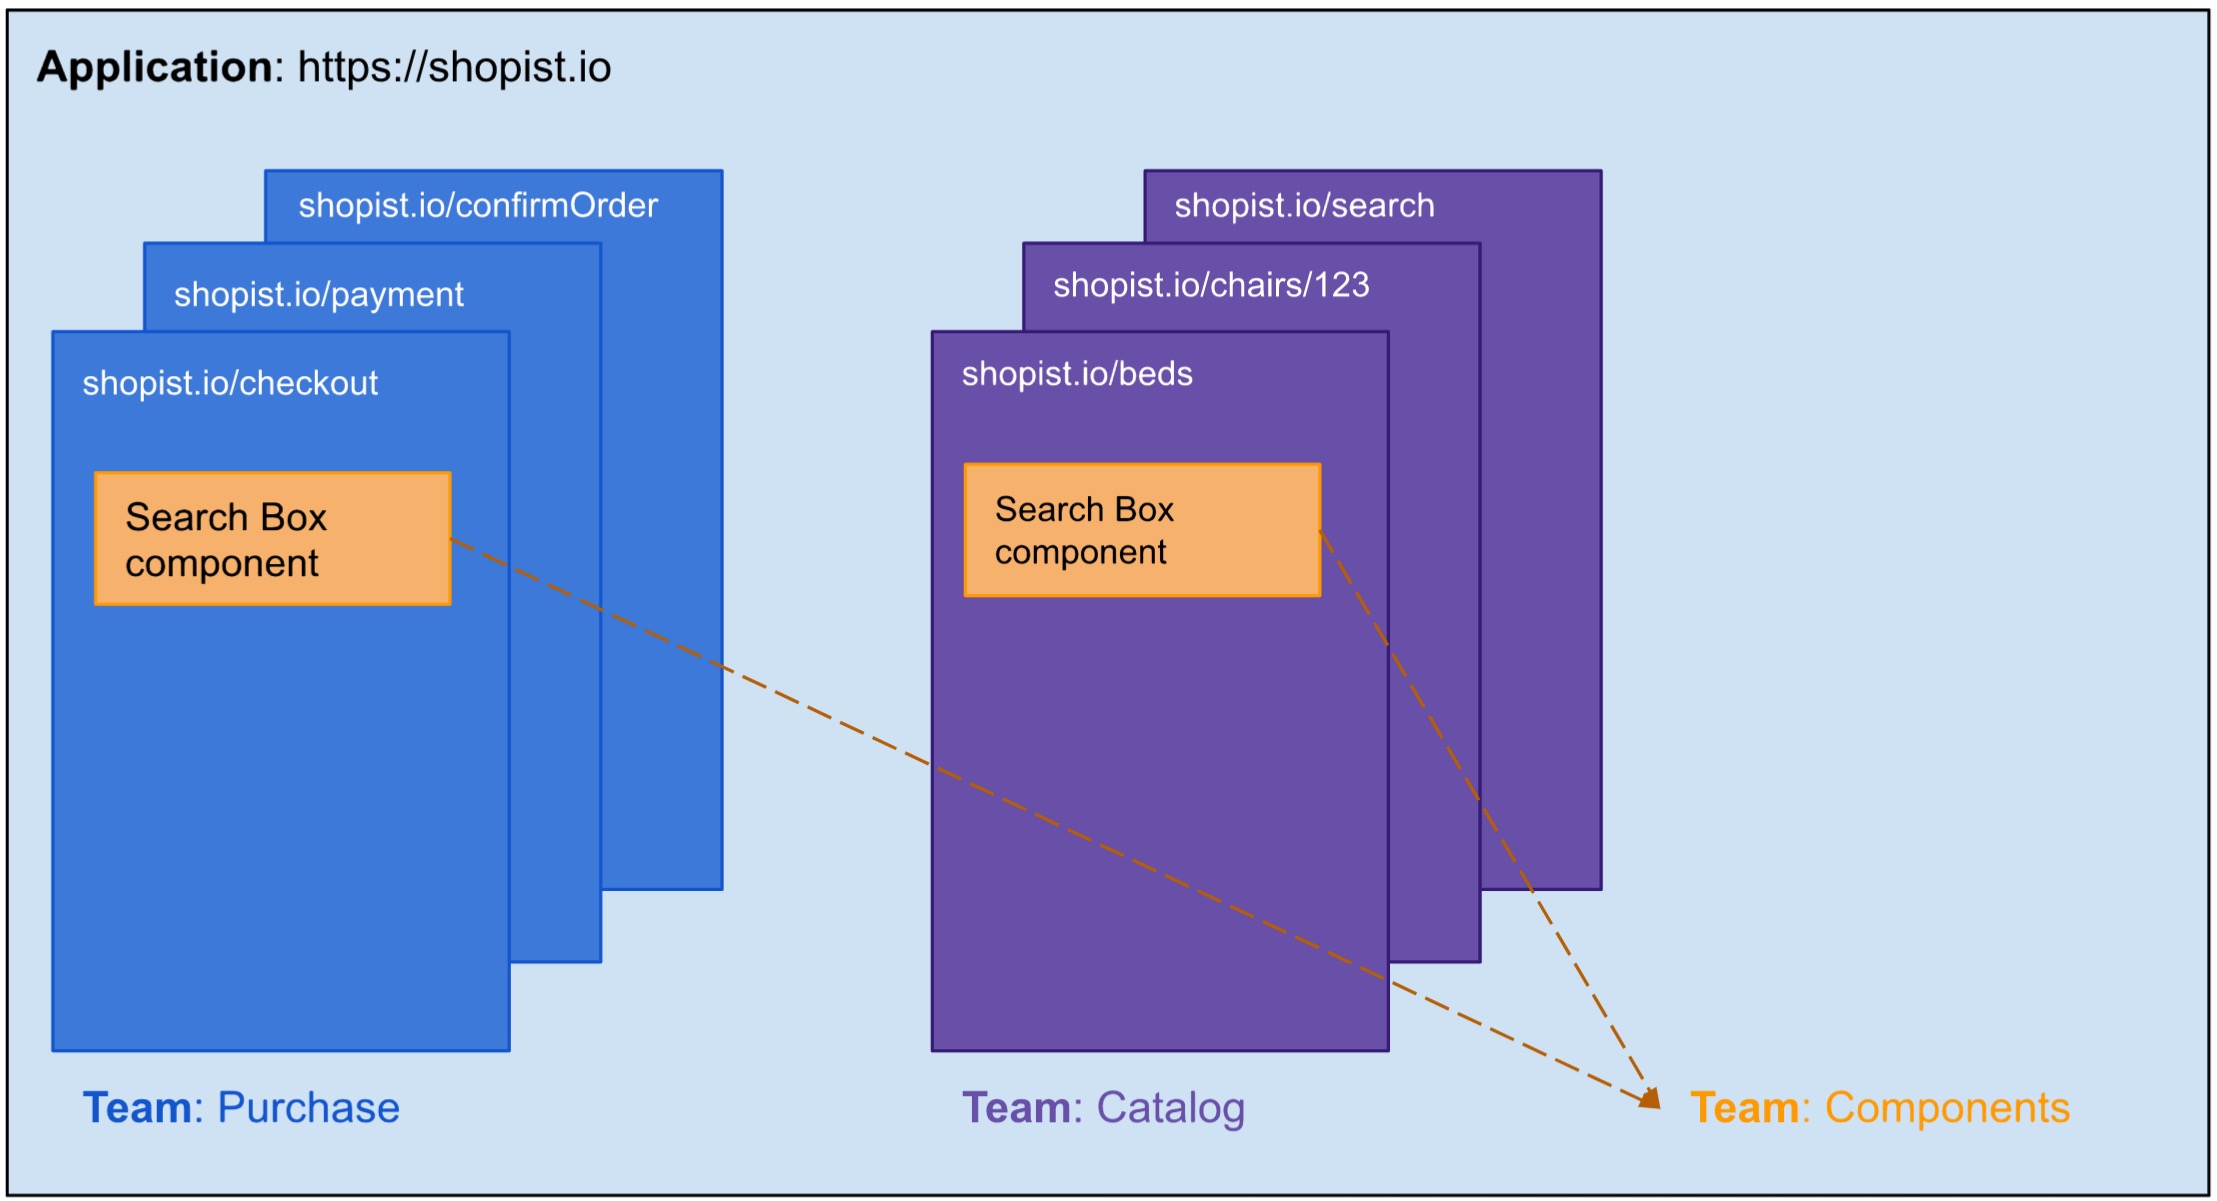 Application: https://shopist.io
shopist.io/confirmOrder
shopist.io/payment
shopist.io/checkout
Search Box
component
Team: Purchase
shopist.io/search
shopist.io/chairs/123
shopist.io/beds
Search Box
component
Team: Catalog
Team: Components